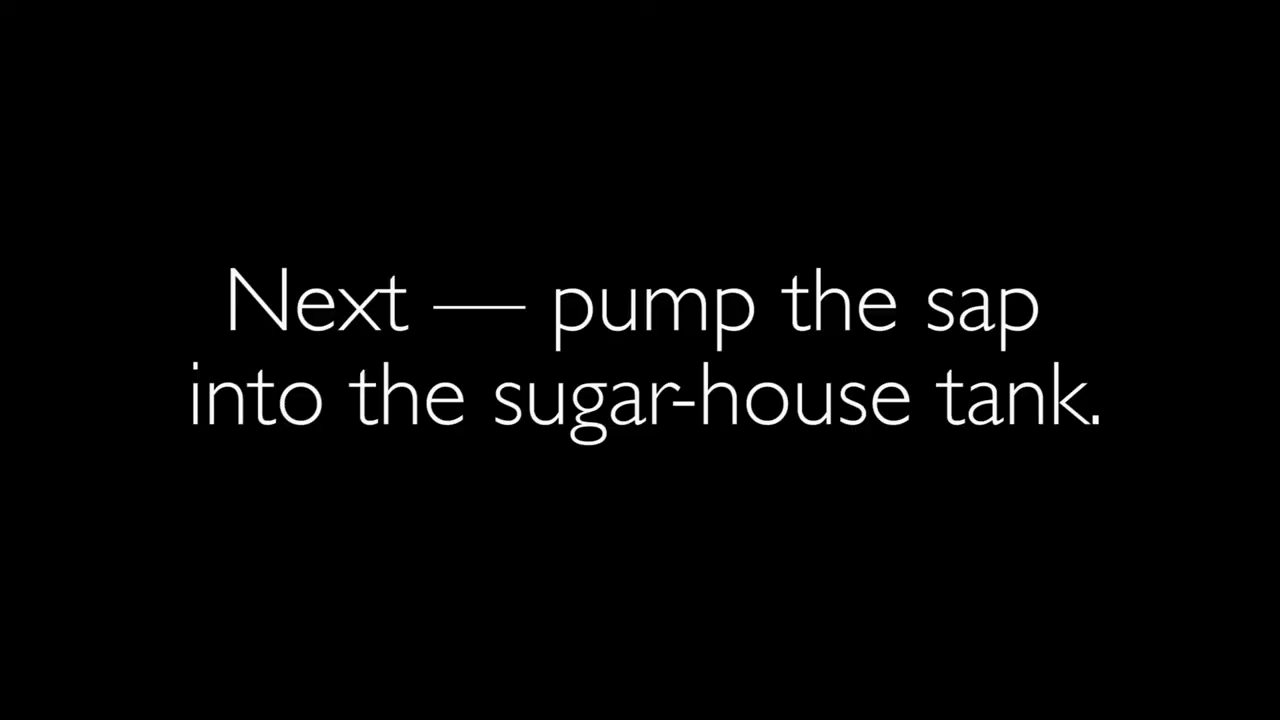 Next — pump the sap
into the sugar-house tank.